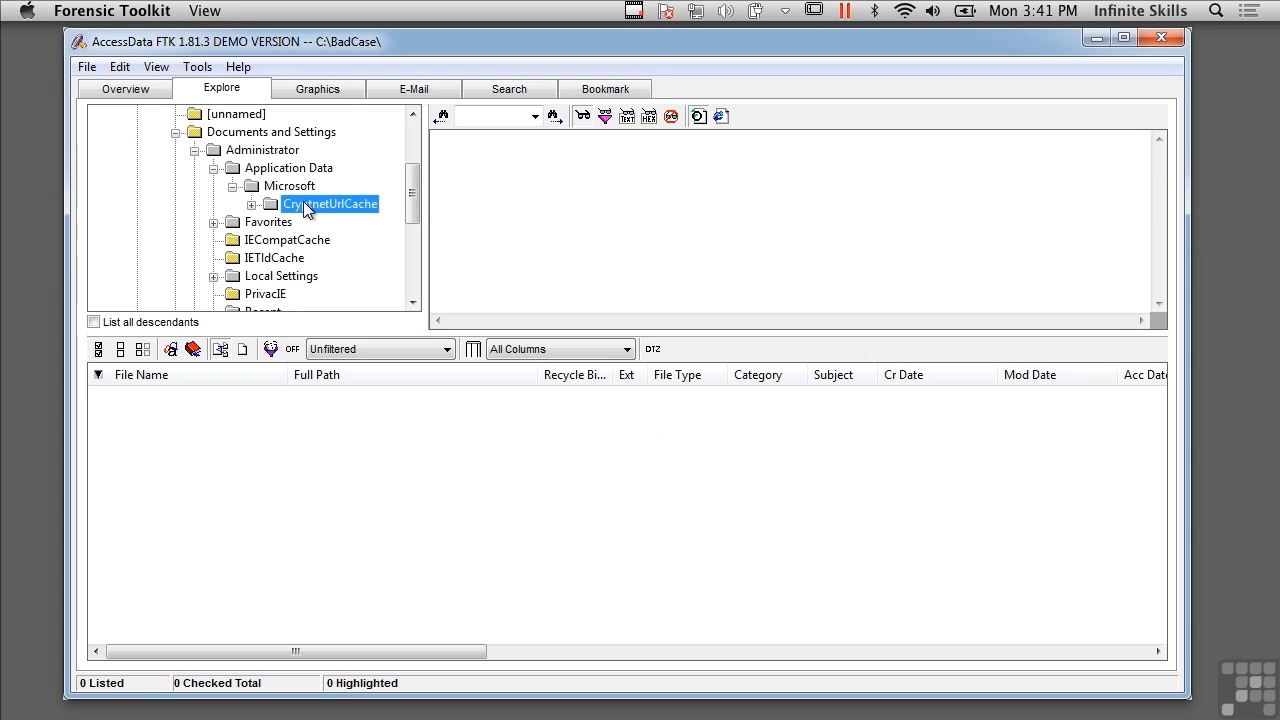 Forensic Toolkit View Mon 3:41 PM Infinite Skills
AccessData FTK 1.81.3 DEMO VERSION -- C:\BadCase\
File Edit View Tools Help
Overview Explore Graphics E-Mail Search Bookmark
[unnamed]
Documents and Settings
Administrator
Application Data
Microsoft
CryptnetUrlCache
Favorites
IECompatCache
IETldCache
Local Settings
PrivacIE
Recent
TEXT HEX
List all descendants
OFF Unfiltered All Columns DTZ
File Name Full Path Recycle Bi... Ext File Type Category Subject Cr Date Mod Date Acc Date
0 Listed 0 Checked Total 0 Highlighted